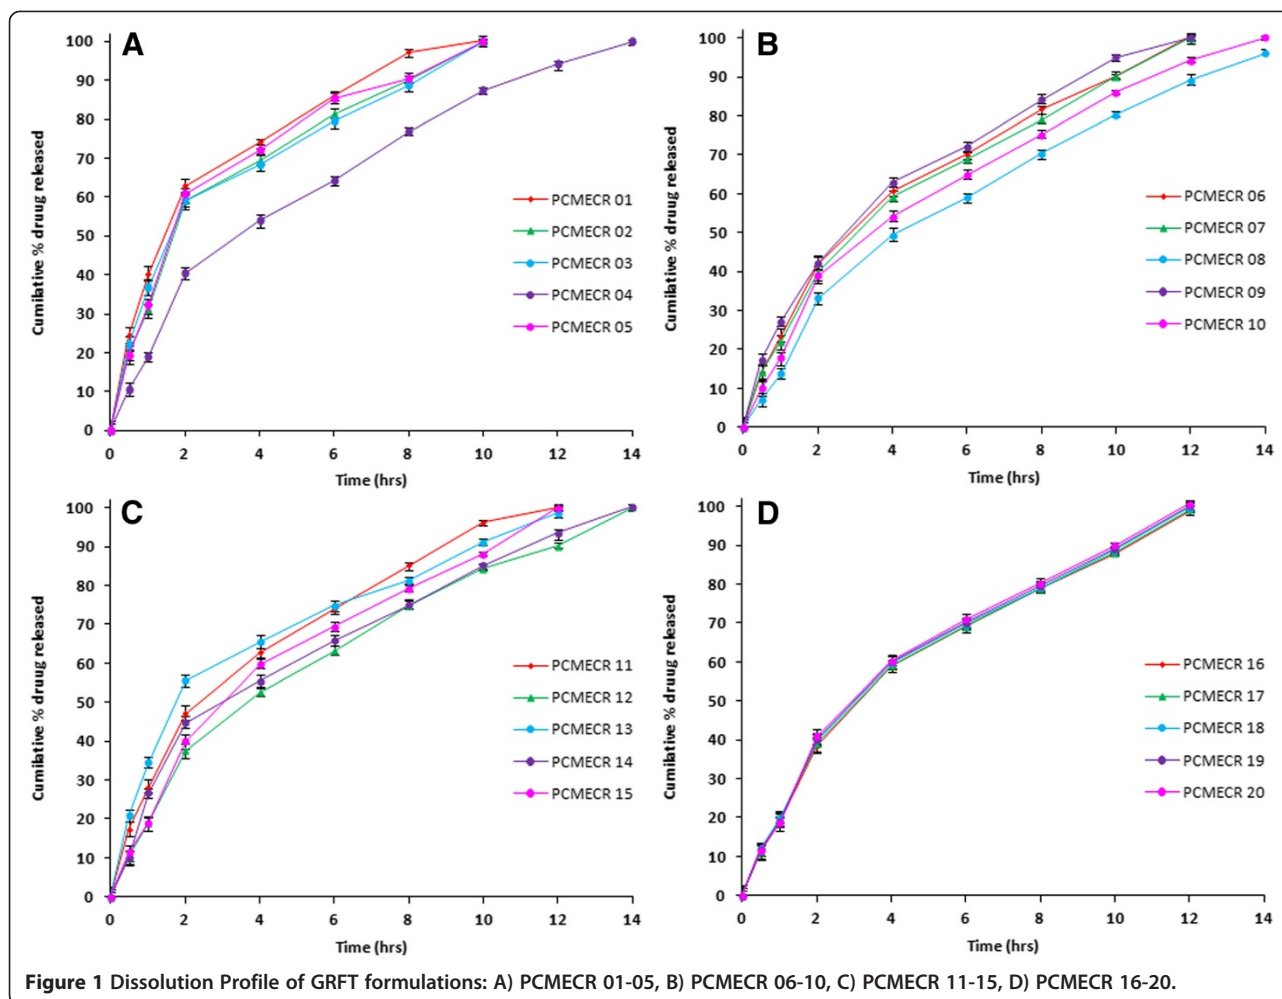 A
Cumilative % druug released
100
90
80
70
60
50
40
30
20
10
0
0 2 4 6 8 10 12 14
Time (hrs)
PCMECR 01
PCMECR 02
PCMECR 03
PCMECR 04
PCMECR 05
B
Cumilative % druug released
100
90
80
70
60
50
40
30
20
10
0
0 2 4 6 8 10 12 14
Time (hrs)
PCMECR 06
PCMECR 07
PCMECR 08
PCMECR 09
PCMECR 10
C
Cumilative % druug released
100
90
80
70
60
50
40
30
20
10
0
0 2 4 6 8 10 12 14
Time (hrs)
PCMECR 11
PCMECR 12
PCMECR 13
PCMECR 14
PCMECR 15
D
Cumilative % druug released
100
90
80
70
60
50
40
30
20
10
0
0 2 4 6 8 10 12 14
Time (hrs)
PCMECR 16
PCMECR 17
PCMECR 18
PCMECR 19
PCMECR 20
Figure 1 Dissolution Profile of GRFT formulations: A) PCMECR 01-05, B) PCMECR 06-10, C) PCMECR 11-15, D) PCMECR 16-20.